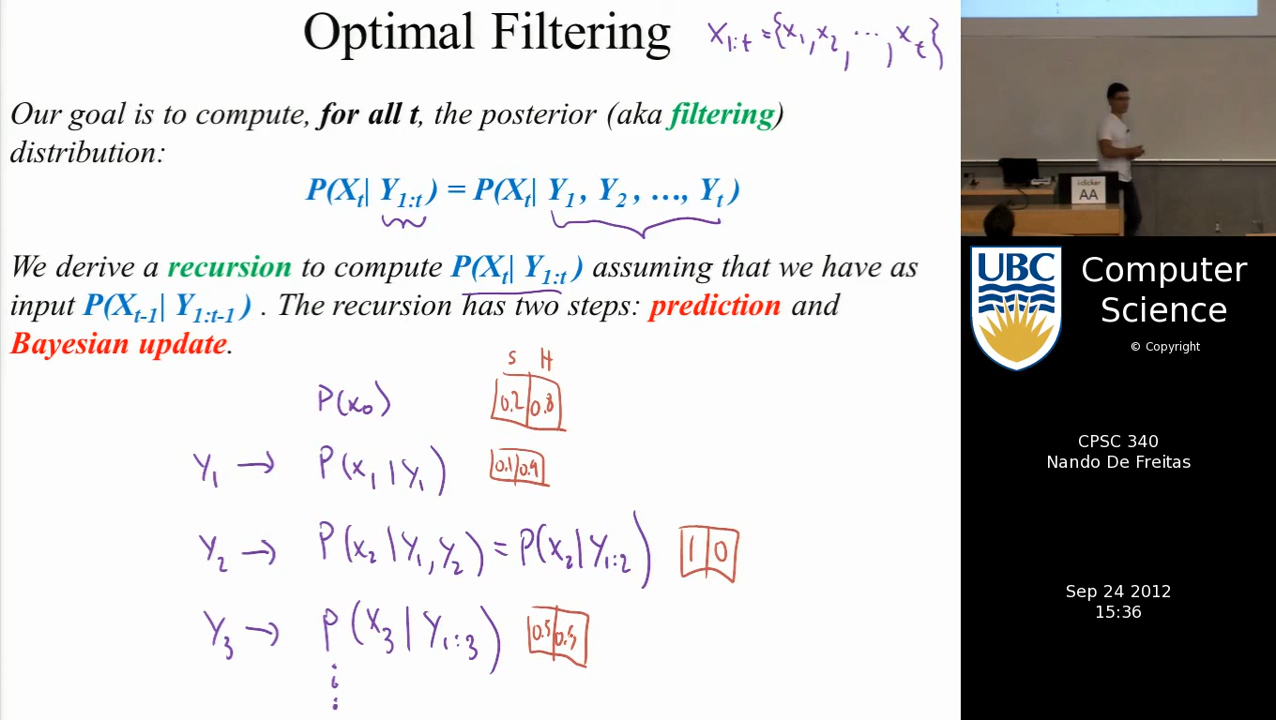 Optimal Filtering
X1:t = {x1, x2, ..., xt}
Our goal is to compute, for all t, the posterior (aka filtering)
distribution:
P(Xt| Y1:t ) = P(Xt| Y1 , Y2 , ..., Yt )
We derive a recursion to compute P(Xt| Y1:t ) assuming that we have as
input P(Xt-1| Y1:t-1 ) . The recursion has two steps: prediction and
Bayesian update.
S H
P(x0) 0.2 0.8
Y1 → P(x1 | Y1) 0.1 0.9
Y2 → P(x2 | Y1, Y2) = P(x2 | Y1:2) 1 0
Y3 → P(X3 | Y1:3) 0.5 0.5
iclicker
AA
UBC
Computer
Science
© Copyright
CPSC 340
Nando De Freitas
Sep 24 2012
15:36